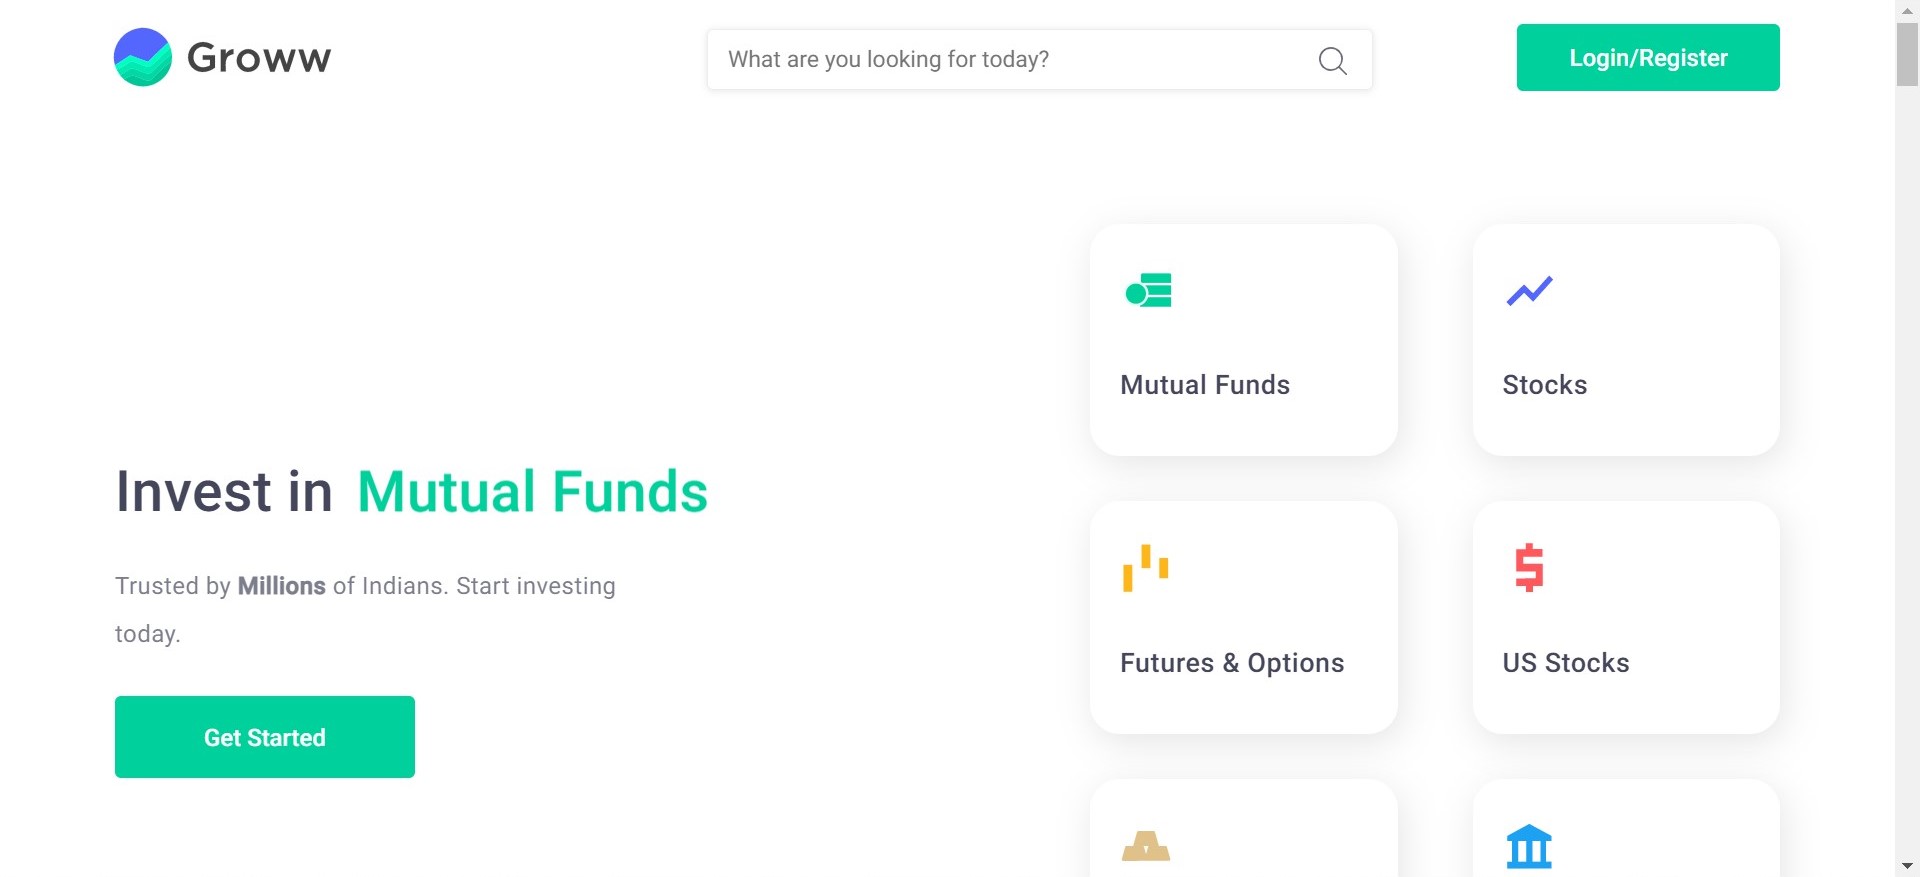 Groww
What are you looking for today?
Login/Register
Mutual Funds
Stocks
Invest in Mutual Funds
Trusted by Millions of Indians. Start investing
today.
Get Started
Futures & Options
US Stocks